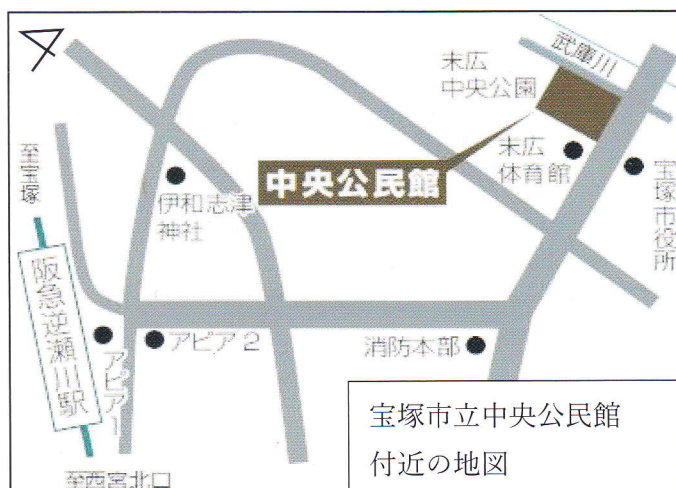 武庫川
末広
中央公園
至宝塚
末広
体育館
中央公民館
伊和志津
神社
宝塚市役所
阪急逆瀬川駅
アピア1
アピア2
消防本部
宝塚市立中央公民館
付近の地図
至西宮北口